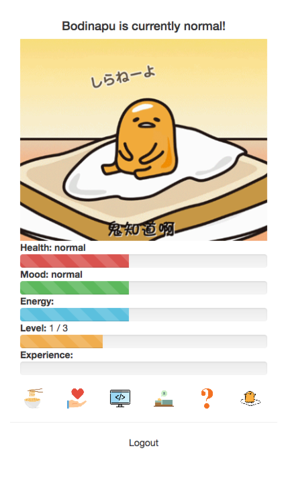 Bodinapu is currently normal!
しらねーよ
鬼知道啊
Health: normal
Mood: normal
Energy:
Level: 1 / 3
Experience:
Logout